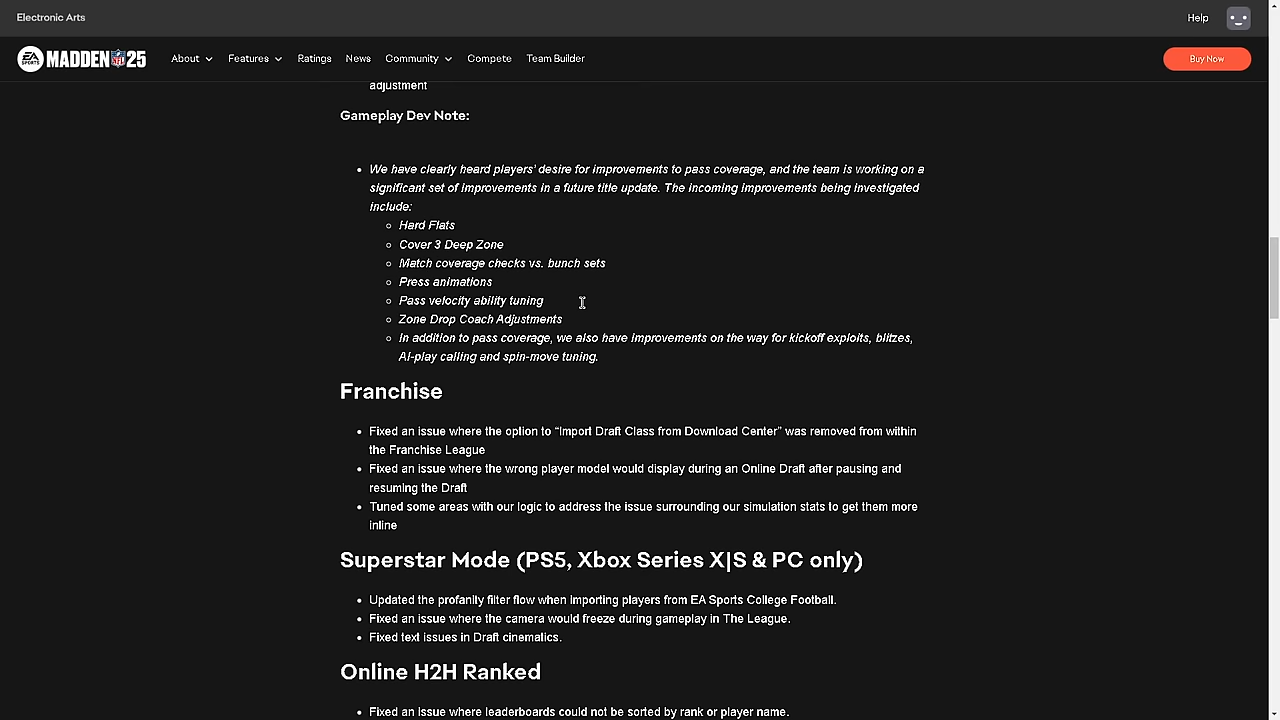 Electronic Arts
Help
EA SPORTS MADDEN NFL 25
About
Features
Ratings
News
Community
Compete
Team Builder
Buy Now
adjustment
Gameplay Dev Note:
We have clearly heard players' desire for improvements to pass coverage, and the team is working on a
significant set of improvements in a future title update. The incoming improvements being investigated
include:
Hard Flats
Cover 3 Deep Zone
Match coverage checks vs. bunch sets
Press animations
Pass velocity ability tuning
Zone Drop Coach Adjustments
In addition to pass coverage, we also have improvements on the way for kickoff exploits, blitzes,
AI-play calling and spin-move tuning.
Franchise
Fixed an issue where the option to “Import Draft Class from Download Center” was removed from within
the Franchise League
Fixed an issue where the wrong player model would display during an Online Draft after pausing and
resuming the Draft
Tuned some areas with our logic to address the issue surrounding our simulation stats to get them more
inline
Superstar Mode (PS5, Xbox Series X|S & PC only)
Updated the profanity filter flow when importing players from EA Sports College Football.
Fixed an issue where the camera would freeze during gameplay in The League.
Fixed text issues in Draft cinematics.
Online H2H Ranked
Fixed an issue where leaderboards could not be sorted by rank or player name.